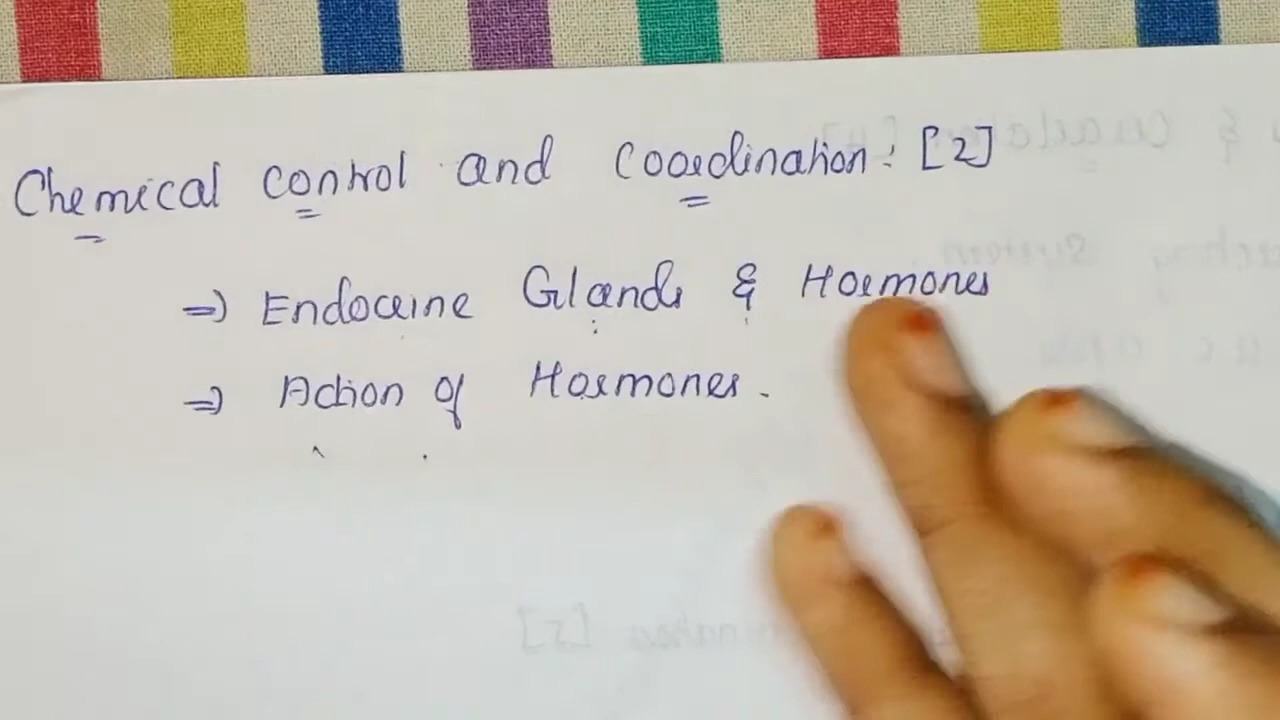 Chemical control and Coordination: [2]
⇒ Endocrine Glands & Hormones
⇒ Action of Hormones.